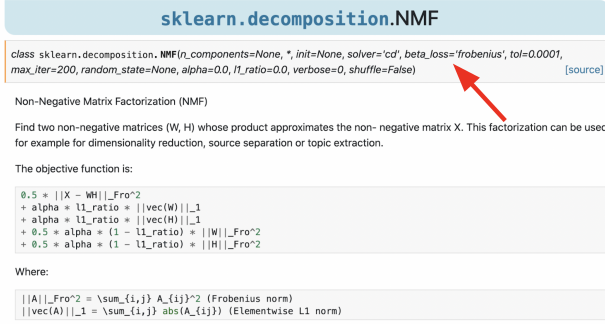 sklearn.decomposition.NMF
class sklearn.decomposition.NMF(n_components=None, *, init=None, solver='cd', beta_loss='frobenius', tol=0.0001,
max_iter=200, random_state=None, alpha=0.0, l1_ratio=0.0, verbose=0, shuffle=False) [source]
Non-Negative Matrix Factorization (NMF)
Find two non-negative matrices (W, H) whose product approximates the non- negative matrix X. This factorization can be used
for example for dimensionality reduction, source separation or topic extraction.
The objective function is:
0.5 * ||X - WH||_Fro^2
+ alpha * l1_ratio * ||vec(W)||_1
+ alpha * l1_ratio * ||vec(H)||_1
+ 0.5 * alpha * (1 - l1_ratio) * ||W||_Fro^2
+ 0.5 * alpha * (1 - l1_ratio) * ||H||_Fro^2
Where:
||A||_Fro^2 = \sum_{i,j} A_{ij}^2 (Frobenius norm)
||vec(A)||_1 = \sum_{i,j} abs(A_{ij}) (Elementwise L1 norm)